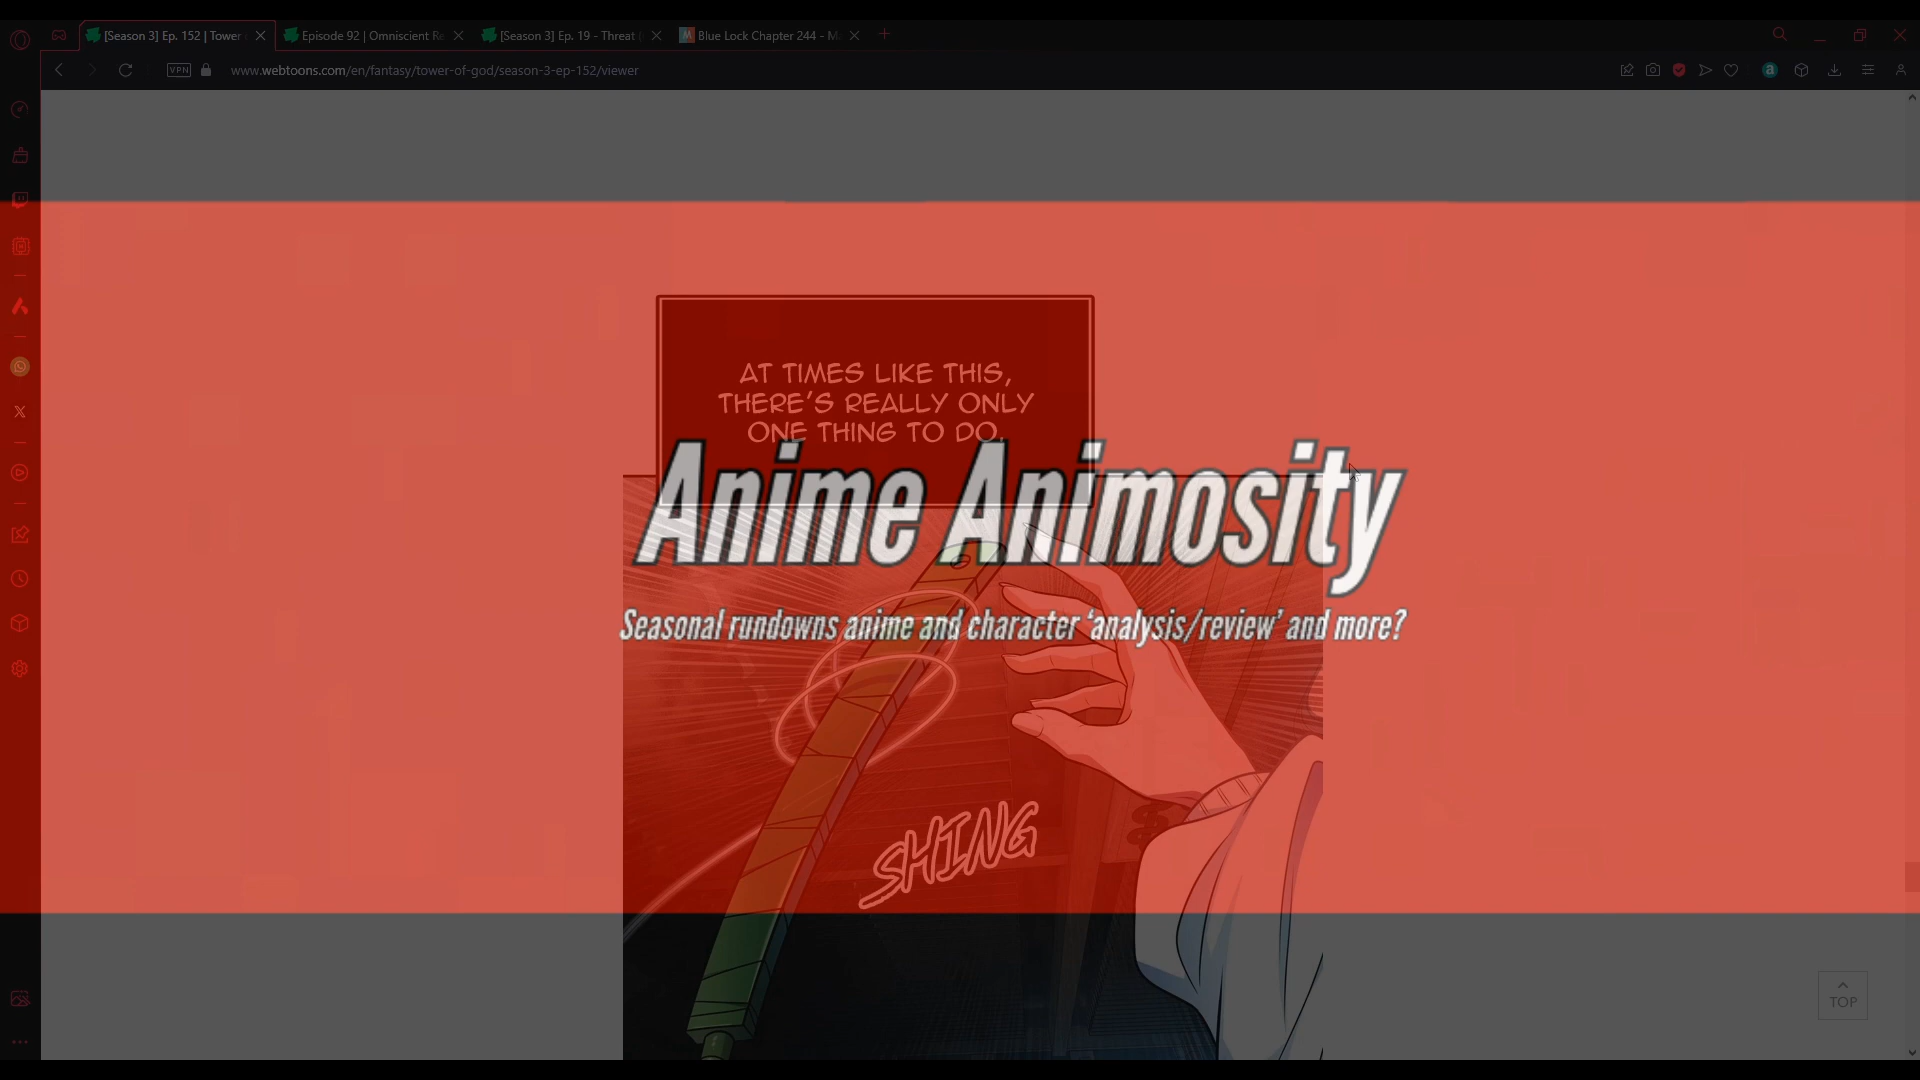 [Season 3] Ep. 152 | Tower
Episode 92 | Omniscient Re
[Season 3] Ep. 19 - Threat
Blue Lock Chapter 244 - M
VPN
www.webtoons.com/en/fantasy/tower-of-god/season-3-ep-152/viewer
AT TIMES LIKE THIS,
THERE'S REALLY ONLY
ONE THING TO DO.
Anime Animosity
Seasonal rundowns anime and character 'analysis/review' and more?
SHING
TOP